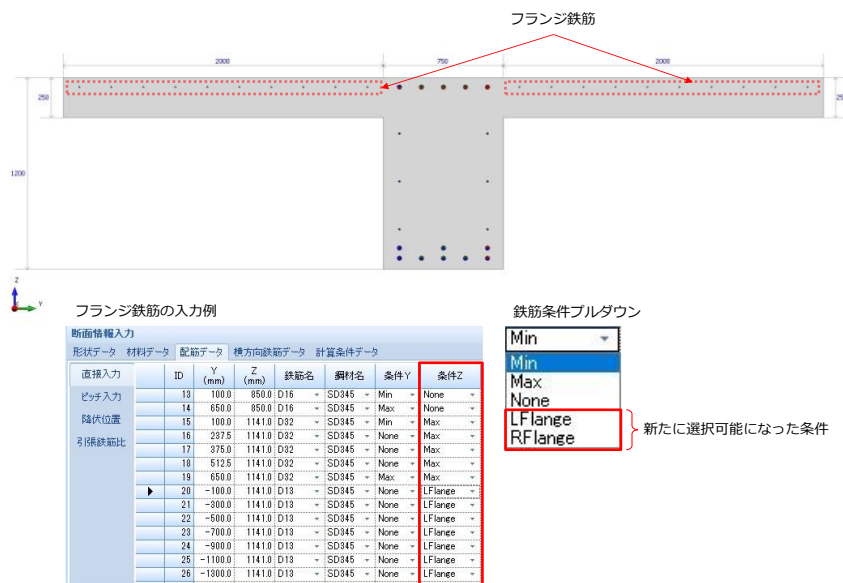 フランジ鉄筋
2000 750 2000
250
1200
Z
Y
フランジ鉄筋の入力例
断面情報入力
形状データ 材料データ 配筋データ 横方向鉄筋データ 計算条件データ
直接入力
ピッチ入力
降伏位置
引張鉄筋比
ID Y (mm) Z (mm) 鉄筋名 鋼材名 条件Y 条件Z
13 100.0 850.0 D16 SD345 Min None
14 650.0 850.0 D16 SD345 Max None
15 100.0 1141.0 D32 SD345 Min Max
16 237.5 1141.0 D32 SD345 None Max
17 375.0 1141.0 D32 SD345 None Max
18 512.5 1141.0 D32 SD345 None Max
19 650.0 1141.0 D32 SD345 Max Max
20 -100.0 1141.0 D13 SD345 None LFlange
21 -300.0 1141.0 D13 SD345 None LFlange
22 -500.0 1141.0 D13 SD345 None LFlange
23 -700.0 1141.0 D13 SD345 None LFlange
24 -900.0 1141.0 D13 SD345 None LFlange
25 -1100.0 1141.0 D13 SD345 None LFlange
26 -1300.0 1141.0 D13 SD345 None LFlange
鉄筋条件プルダウン
Min
Min
Max
None
LFlange
RFlange
新たに選択可能になった条件